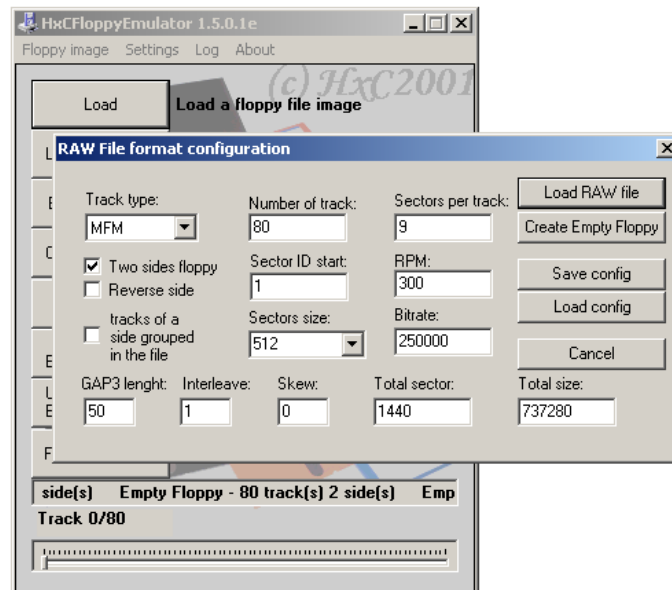 HxCFloppyEmulator 1.5.0.1e
Floppy image Settings Log About
(c) HxC2001
Load
Load a floppy file image
RAW File format configuration
Track type:
MFM
Number of track:
80
Sectors per track:
9
Load RAW file
Create Empty Floppy
Two sides floppy
Reverse side
Sector ID start:
1
RPM:
300
Save config
Load config
tracks of a
side grouped
in the file
Sectors size:
512
Bitrate:
250000
Cancel
GAP3 lenght:
50
Interleave:
1
Skew:
0
Total sector:
1440
Total size:
737280
side(s) Empty Floppy - 80 track(s) 2 side(s) Emp
Track 0/80